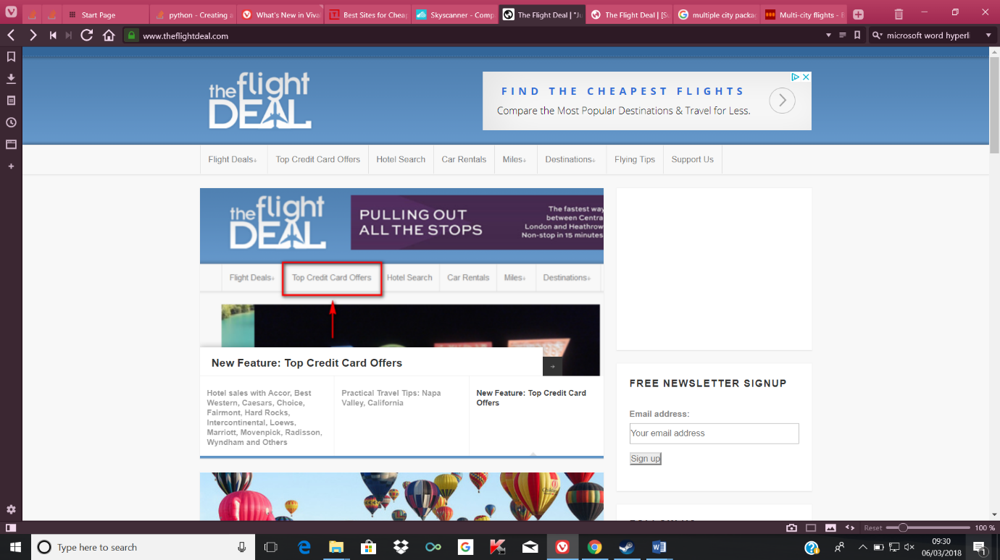 Start Page
python - Creating a
What's New in Viva
Best Sites for Cheap
Skyscanner - Comp
The Flight Deal | "Ju
The Flight Deal | [Su
multiple city packa
Multi-city flights - E
www.theflightdeal.com
microsoft word hyperli
the flight DEAL
FIND THE CHEAPEST FLIGHTS
Compare the Most Popular Destinations & Travel for Less.
Flight Deals↓ Top Credit Card Offers Hotel Search Car Rentals Miles↓ Destinations↓ Flying Tips Support Us
the flight DEAL
PULLING OUT
ALL THE STOPS
The fastest way
between Centra
London and Heathrow
Non-stop in 15 minutes
Flight Deals↓ Top Credit Card Offers Hotel Search Car Rentals Miles↓ Destinations↓
New Feature: Top Credit Card Offers
Hotel sales with Accor, Best
Western, Caesars, Choice,
Fairmont, Hard Rocks,
Intercontinental, Loews,
Marriott, Movenpick, Radisson,
Wyndham and Others
Practical Travel Tips: Napa
Valley, California
New Feature: Top Credit Card
Offers
FREE NEWSLETTER SIGNUP
Email address:
Your email address
Sign up
Reset 100 %
Type here to search
09:30
06/03/2018
1